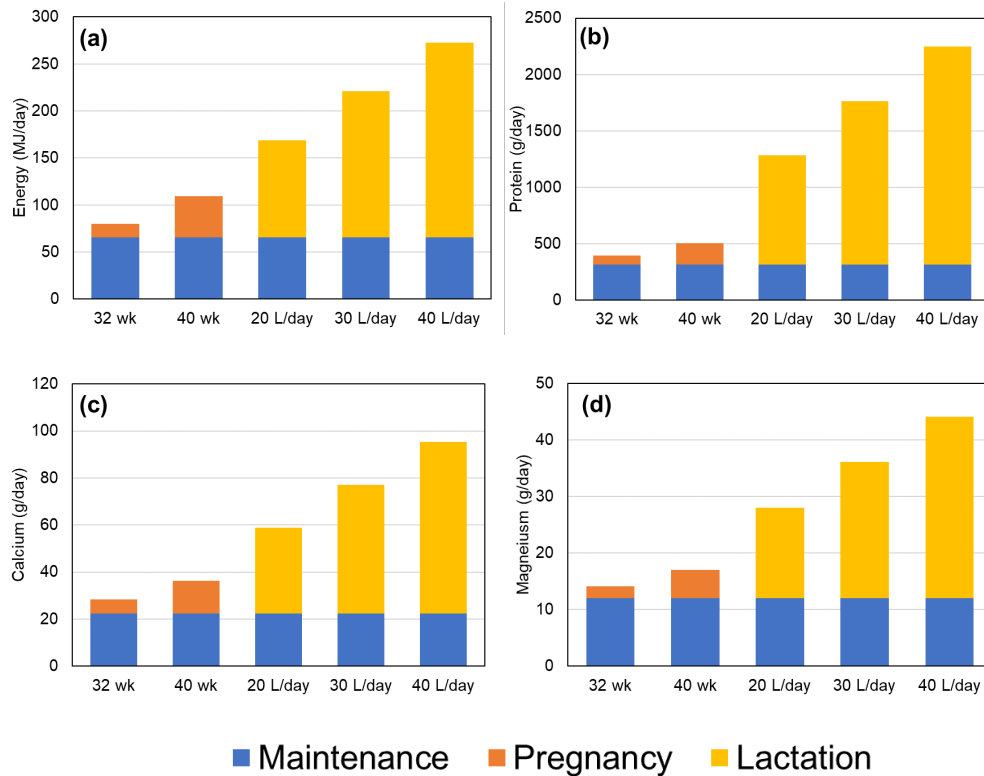 (a)
Energy (MJ/day)
300
250
200
150
100
50
0
32 wk 40 wk 20 L/day 30 L/day 40 L/day
(b)
Protein (g/day)
2500
2000
1500
1000
500
0
32 wk 40 wk 20 L/day 30 L/day 40 L/day
(c)
Calcium (g/day)
120
100
80
60
40
20
0
32 wk 40 wk 20 L/day 30 L/day 40 L/day
(d)
Magneiusm (g/day)
50
40
30
20
10
0
32 wk 40 wk 20 L/day 30 L/day 40 L/day
Maintenance Pregnancy Lactation